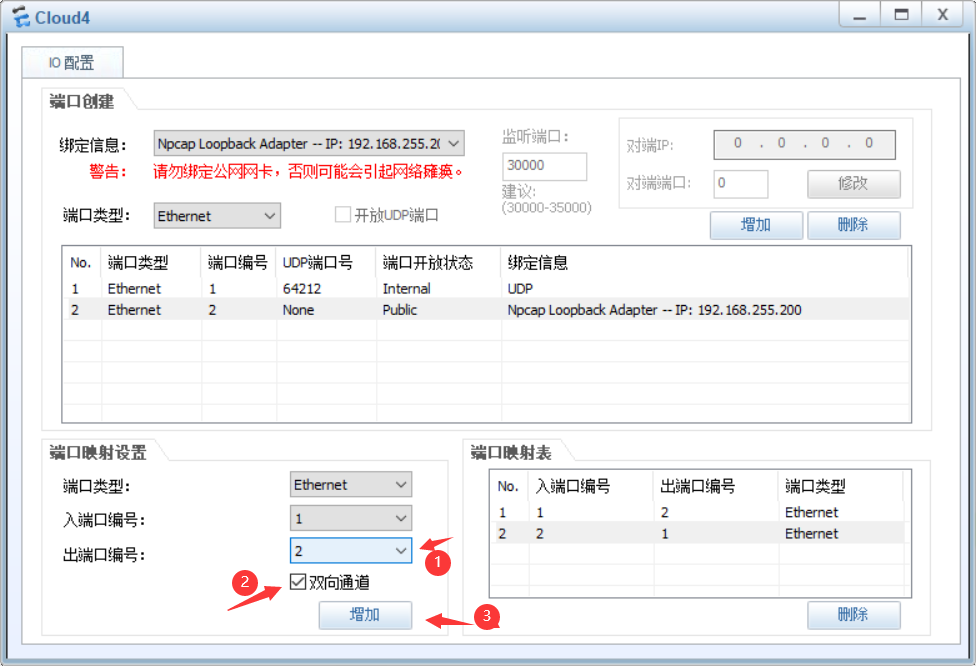 Cloud4
IO 配置
端口创建
绑定信息: Npcap Loopback Adapter -- IP: 192.168.255.20
警告: 请勿绑定公网网卡，否则可能会引起网络瘫痪。
端口类型: Ethernet 开放UDP端口
监听端口:
30000
建议:
(30000-35000)
对端IP: 0 . 0 . 0 . 0
对端端口: 0 修改
增加 删除
No. 端口类型 端口编号 UDP端口号 端口开放状态 绑定信息
1 Ethernet 1 64212 Internal UDP
2 Ethernet 2 None Public Npcap Loopback Adapter -- IP: 192.168.255.200
端口映射设置
端口类型: Ethernet
入端口编号: 1
出端口编号: 2
1
2 双向通道
增加 3
端口映射表
No. 入端口编号 出端口编号 端口类型
1 1 2 Ethernet
2 2 1 Ethernet
删除